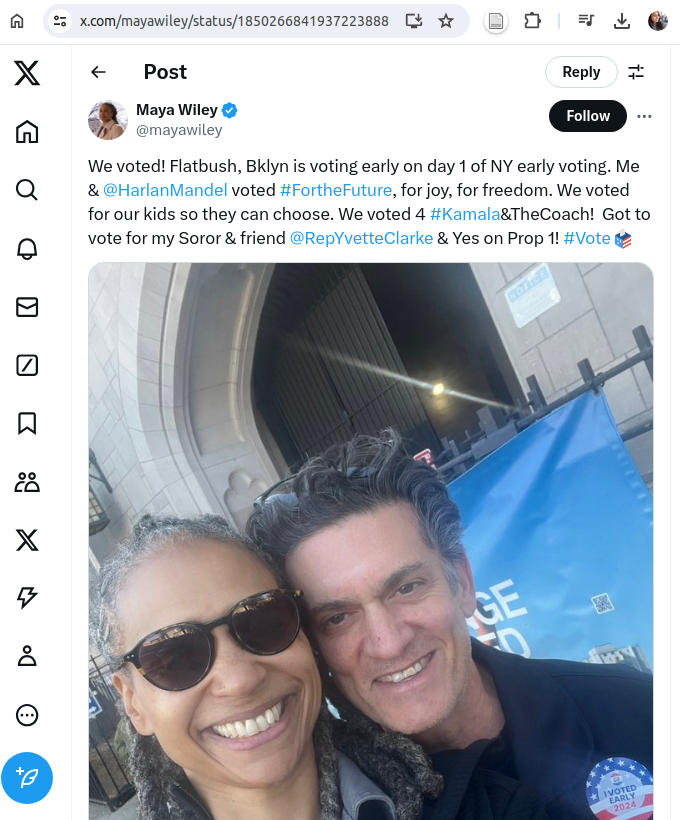 x.com/mayawiley/status/1850266841937223888
Post
Reply
Maya Wiley
@mayawiley
Follow
We voted! Flatbush, Bklyn is voting early on day 1 of NY early voting. Me
& @HarlanMandel voted #FortheFuture, for joy, for freedom. We voted
for our kids so they can choose. We voted 4 #Kamala&TheCoach!  Got to
vote for my Soror & friend @RepYvetteClarke & Yes on Prop 1! #Vote
NOTICE
I VOTED
EARLY
2024